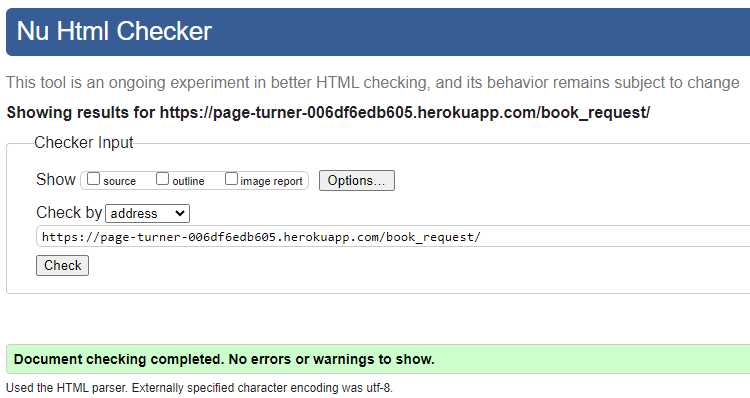 Nu Html Checker
This tool is an ongoing experiment in better HTML checking, and its behavior remains subject to change
Showing results for https://page-turner-006df6edb605.herokuapp.com/book_request/
Checker Input
Show source outline image report Options...
Check by address
https://page-turner-006df6edb605.herokuapp.com/book_request/
Check
Document checking completed. No errors or warnings to show.
Used the HTML parser. Externally specified character encoding was utf-8.